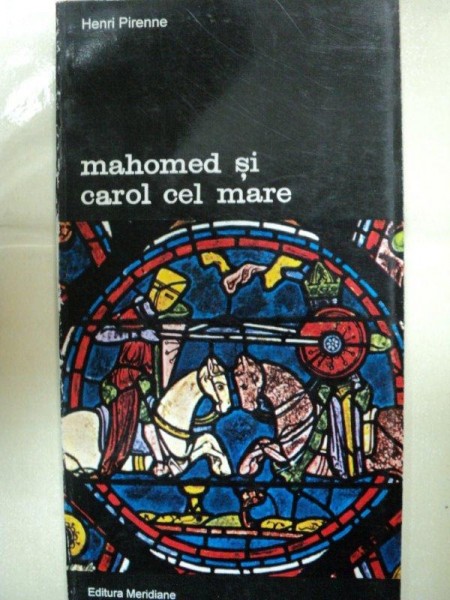 Henri Pirenne
mahomed și
carol cel mare
Editura Meridiane